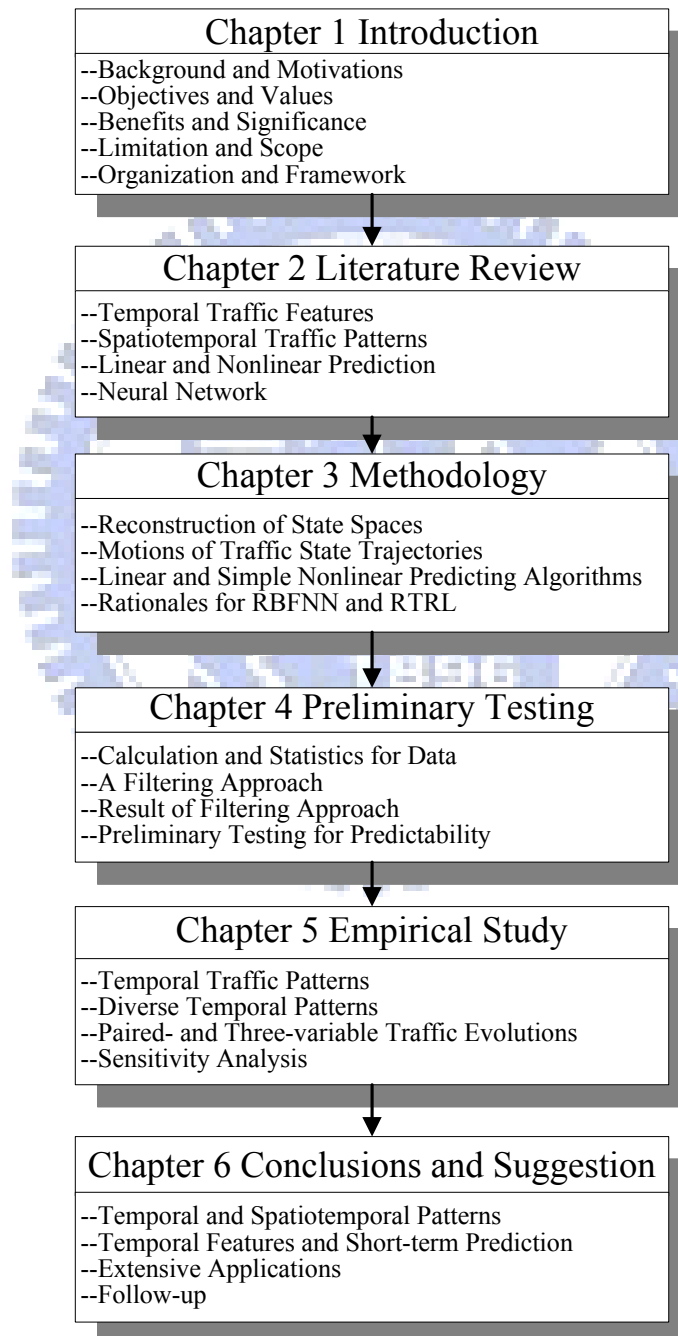 Chapter 1 Introduction
--Background and Motivations
--Objectives and Values
--Benefits and Significance
--Limitation and Scope
--Organization and Framework
Chapter 2 Literature Review
--Temporal Traffic Features
--Spatiotemporal Traffic Patterns
--Linear and Nonlinear Prediction
--Neural Network
Chapter 3 Methodology
--Reconstruction of State Spaces
--Motions of Traffic State Trajectories
--Linear and Simple Nonlinear Predicting Algorithms
--Rationales for RBFNN and RTRL
Chapter 4 Preliminary Testing
--Calculation and Statistics for Data
--A Filtering Approach
--Result of Filtering Approach
--Preliminary Testing for Predictability
Chapter 5 Empirical Study
--Temporal Traffic Patterns
--Diverse Temporal Patterns
--Paired- and Three-variable Traffic Evolutions
--Sensitivity Analysis
Chapter 6 Conclusions and Suggestion
--Temporal and Spatiotemporal Patterns
--Temporal Features and Short-term Prediction
--Extensive Applications
--Follow-up